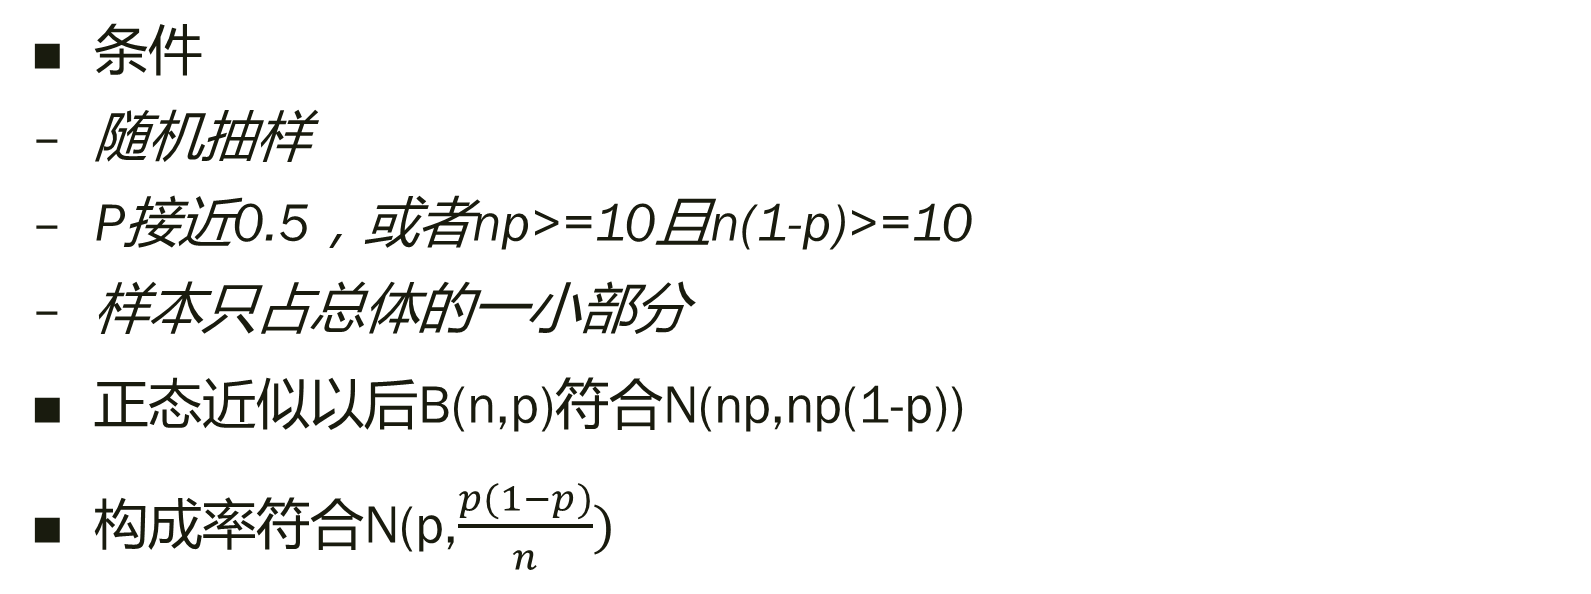 ■ 条件
– 随机抽样
– P接近0.5，或者np>=10且n(1-p)>=10
– 样本只占总体的一小部分
■ 正态近似以后B(n,p)符合N(np,np(1-p))
■ 构成率符合N(p,\frac{p(1-p)}{n})